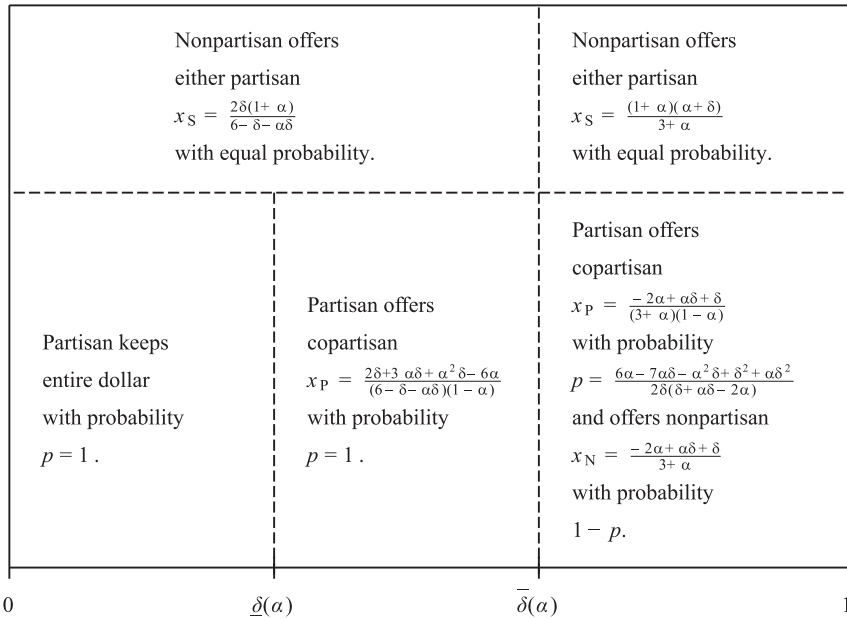 Nonpartisan offers
either partisan
x_S = 2δ(1+ α) / 6− δ− αδ
with equal probability.
Nonpartisan offers
either partisan
x_S = (1+ α)( α+ δ) / 3+ α
with equal probability.
Partisan keeps
entire dollar
with probability
p = 1 .
Partisan offers
copartisan
x_P = 2δ+3 αδ+ α²δ− 6α / (6− δ− αδ)(1− α)
with probability
p = 1 .
Partisan offers
copartisan
x_P = − 2α+ αδ+ δ / (3+ α)(1− α)
with probability
p = 6α− 7αδ− α²δ+ δ²+ αδ² / 2δ(δ+ αδ− 2α)
and offers nonpartisan
x_N = − 2α+ αδ+ δ / 3+ α
with probability
1 − p.
0 δ̲(α) δ̅(α) 1